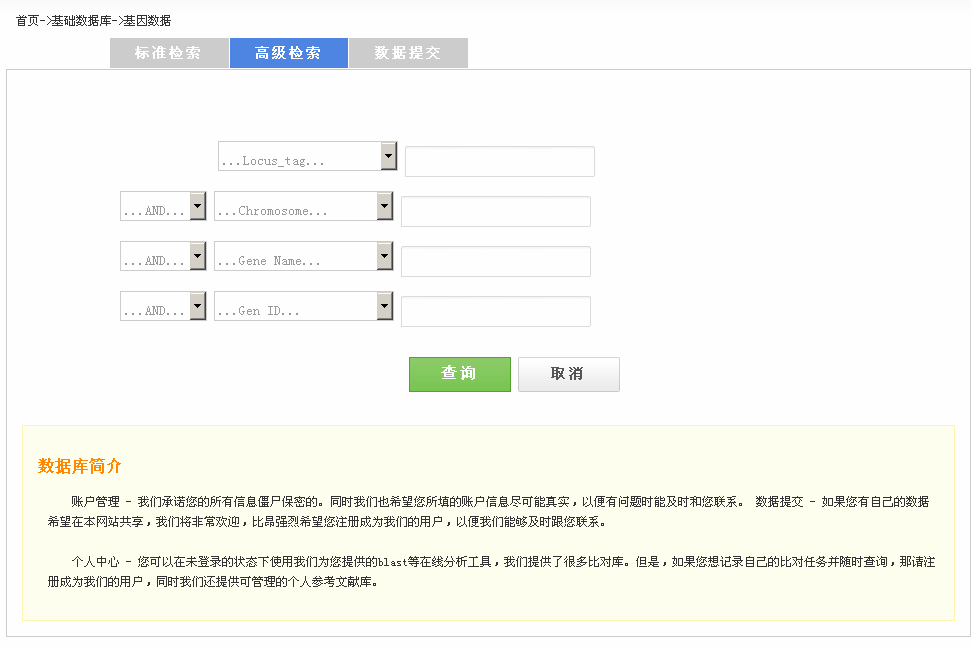 首页->基础数据库->基因数据
标准检索 高级检索 数据提交
...Locus_tag...
...AND... ...Chromosome...
...AND... ...Gene Name...
...AND... ...Gen ID...
查询 取消
数据库简介
账户管理 - 我们承诺您的所有信息僵尸保密的。同时我们也希望您所填的账户信息尽可能真实,以便有问题时能及时和您联系。 数据提交 - 如果您有自己的数据
希望在本网站共享,我们将非常欢迎,比昂强烈希望您注册成为我们的用户,以便我们能够及时跟您联系。
个人中心 - 您可以在未登录的状态下使用我们为您提供的blast等在线分析工具,我们提供了很多比对库。但是,如果您想记录自己的比对任务并随时查询,那请注
册成为我们的用户,同时我们还提供可管理的个人参考文献库。